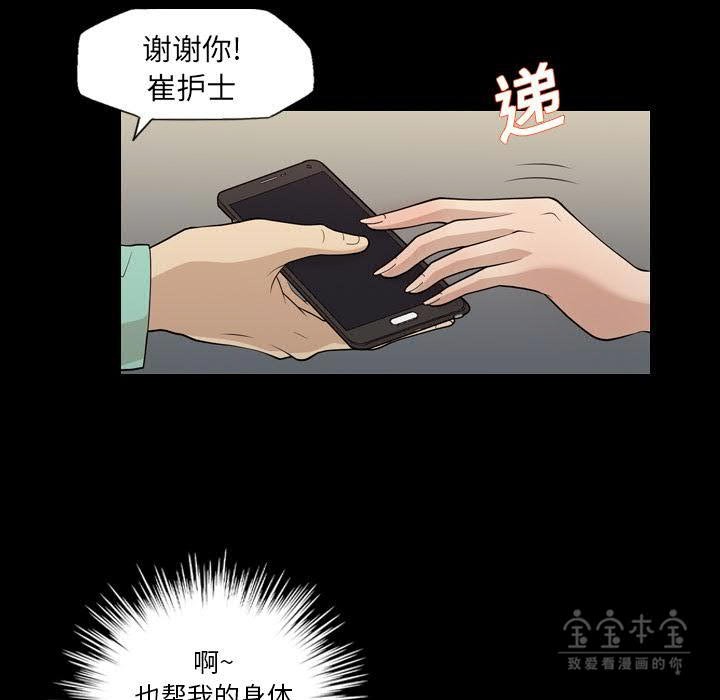 谢谢你!
崔护士
递
啊~
也帮我的身体
宝宝本宝
致爱看漫画的你